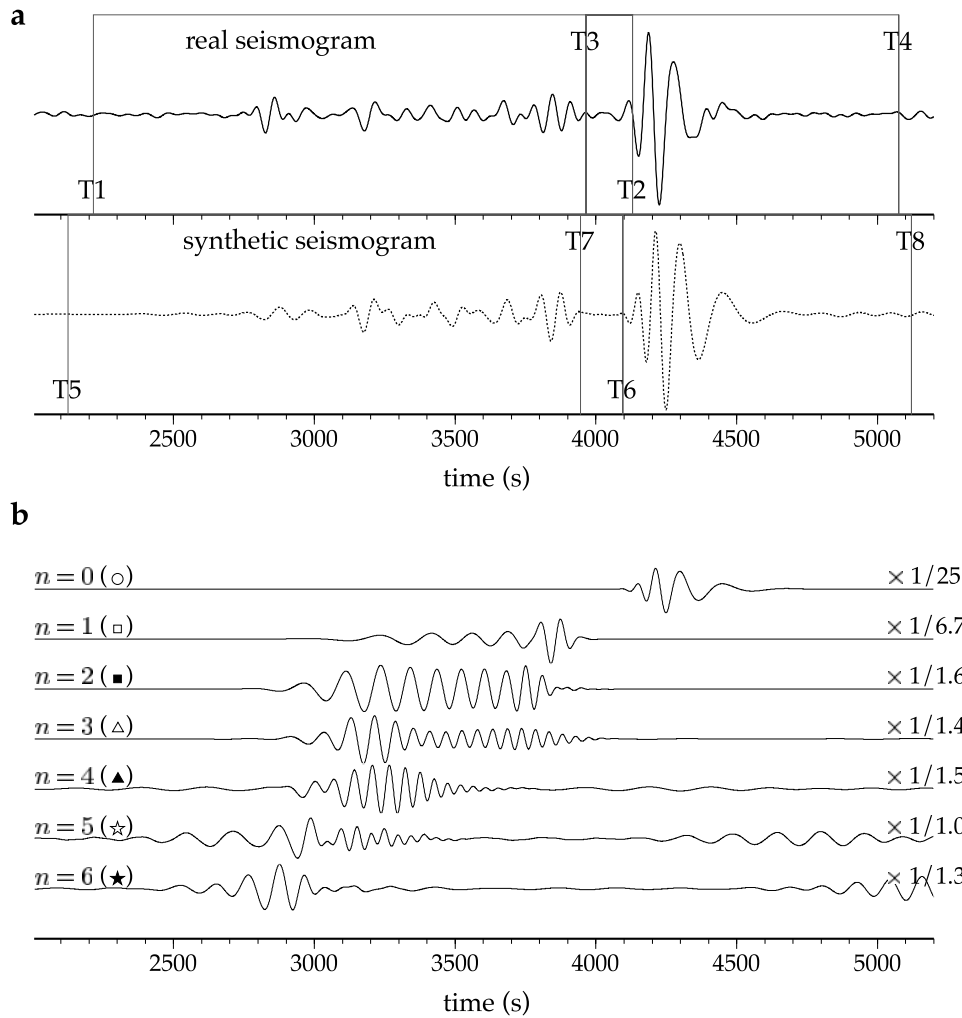 a
real seismogram
T3
T4
T1
T2
synthetic seismogram
T7
T8
T5
T6
2500 3000 3500 4000 4500 5000
time (s)
b
n = 0 (○) × 1/25
n = 1 (□) × 1/6.7
n = 2 (■) × 1/1.6
n = 3 (△) × 1/1.4
n = 4 (▲) × 1/1.5
n = 5 (☆) × 1/1.0
n = 6 (★) × 1/1.3
2500 3000 3500 4000 4500 5000
time (s)